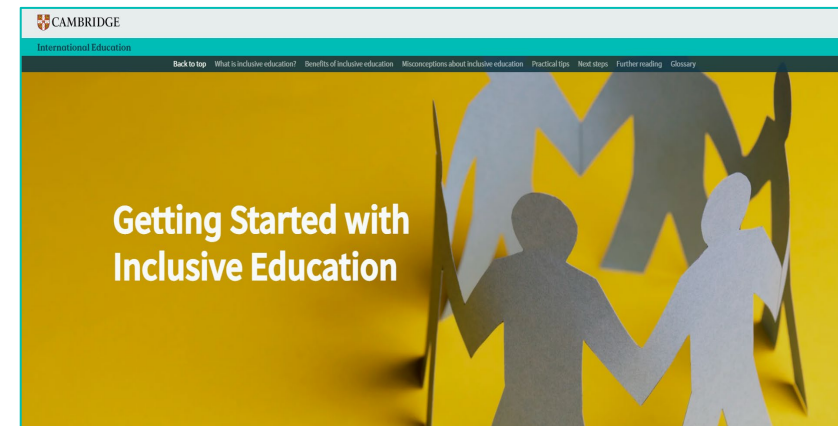 CAMBRIDGE
International Education
Back to top What is inclusive education? Benefits of inclusive education Misconceptions about inclusive education Practical tips Next steps Further reading Glossary
Getting Started with
Inclusive Education